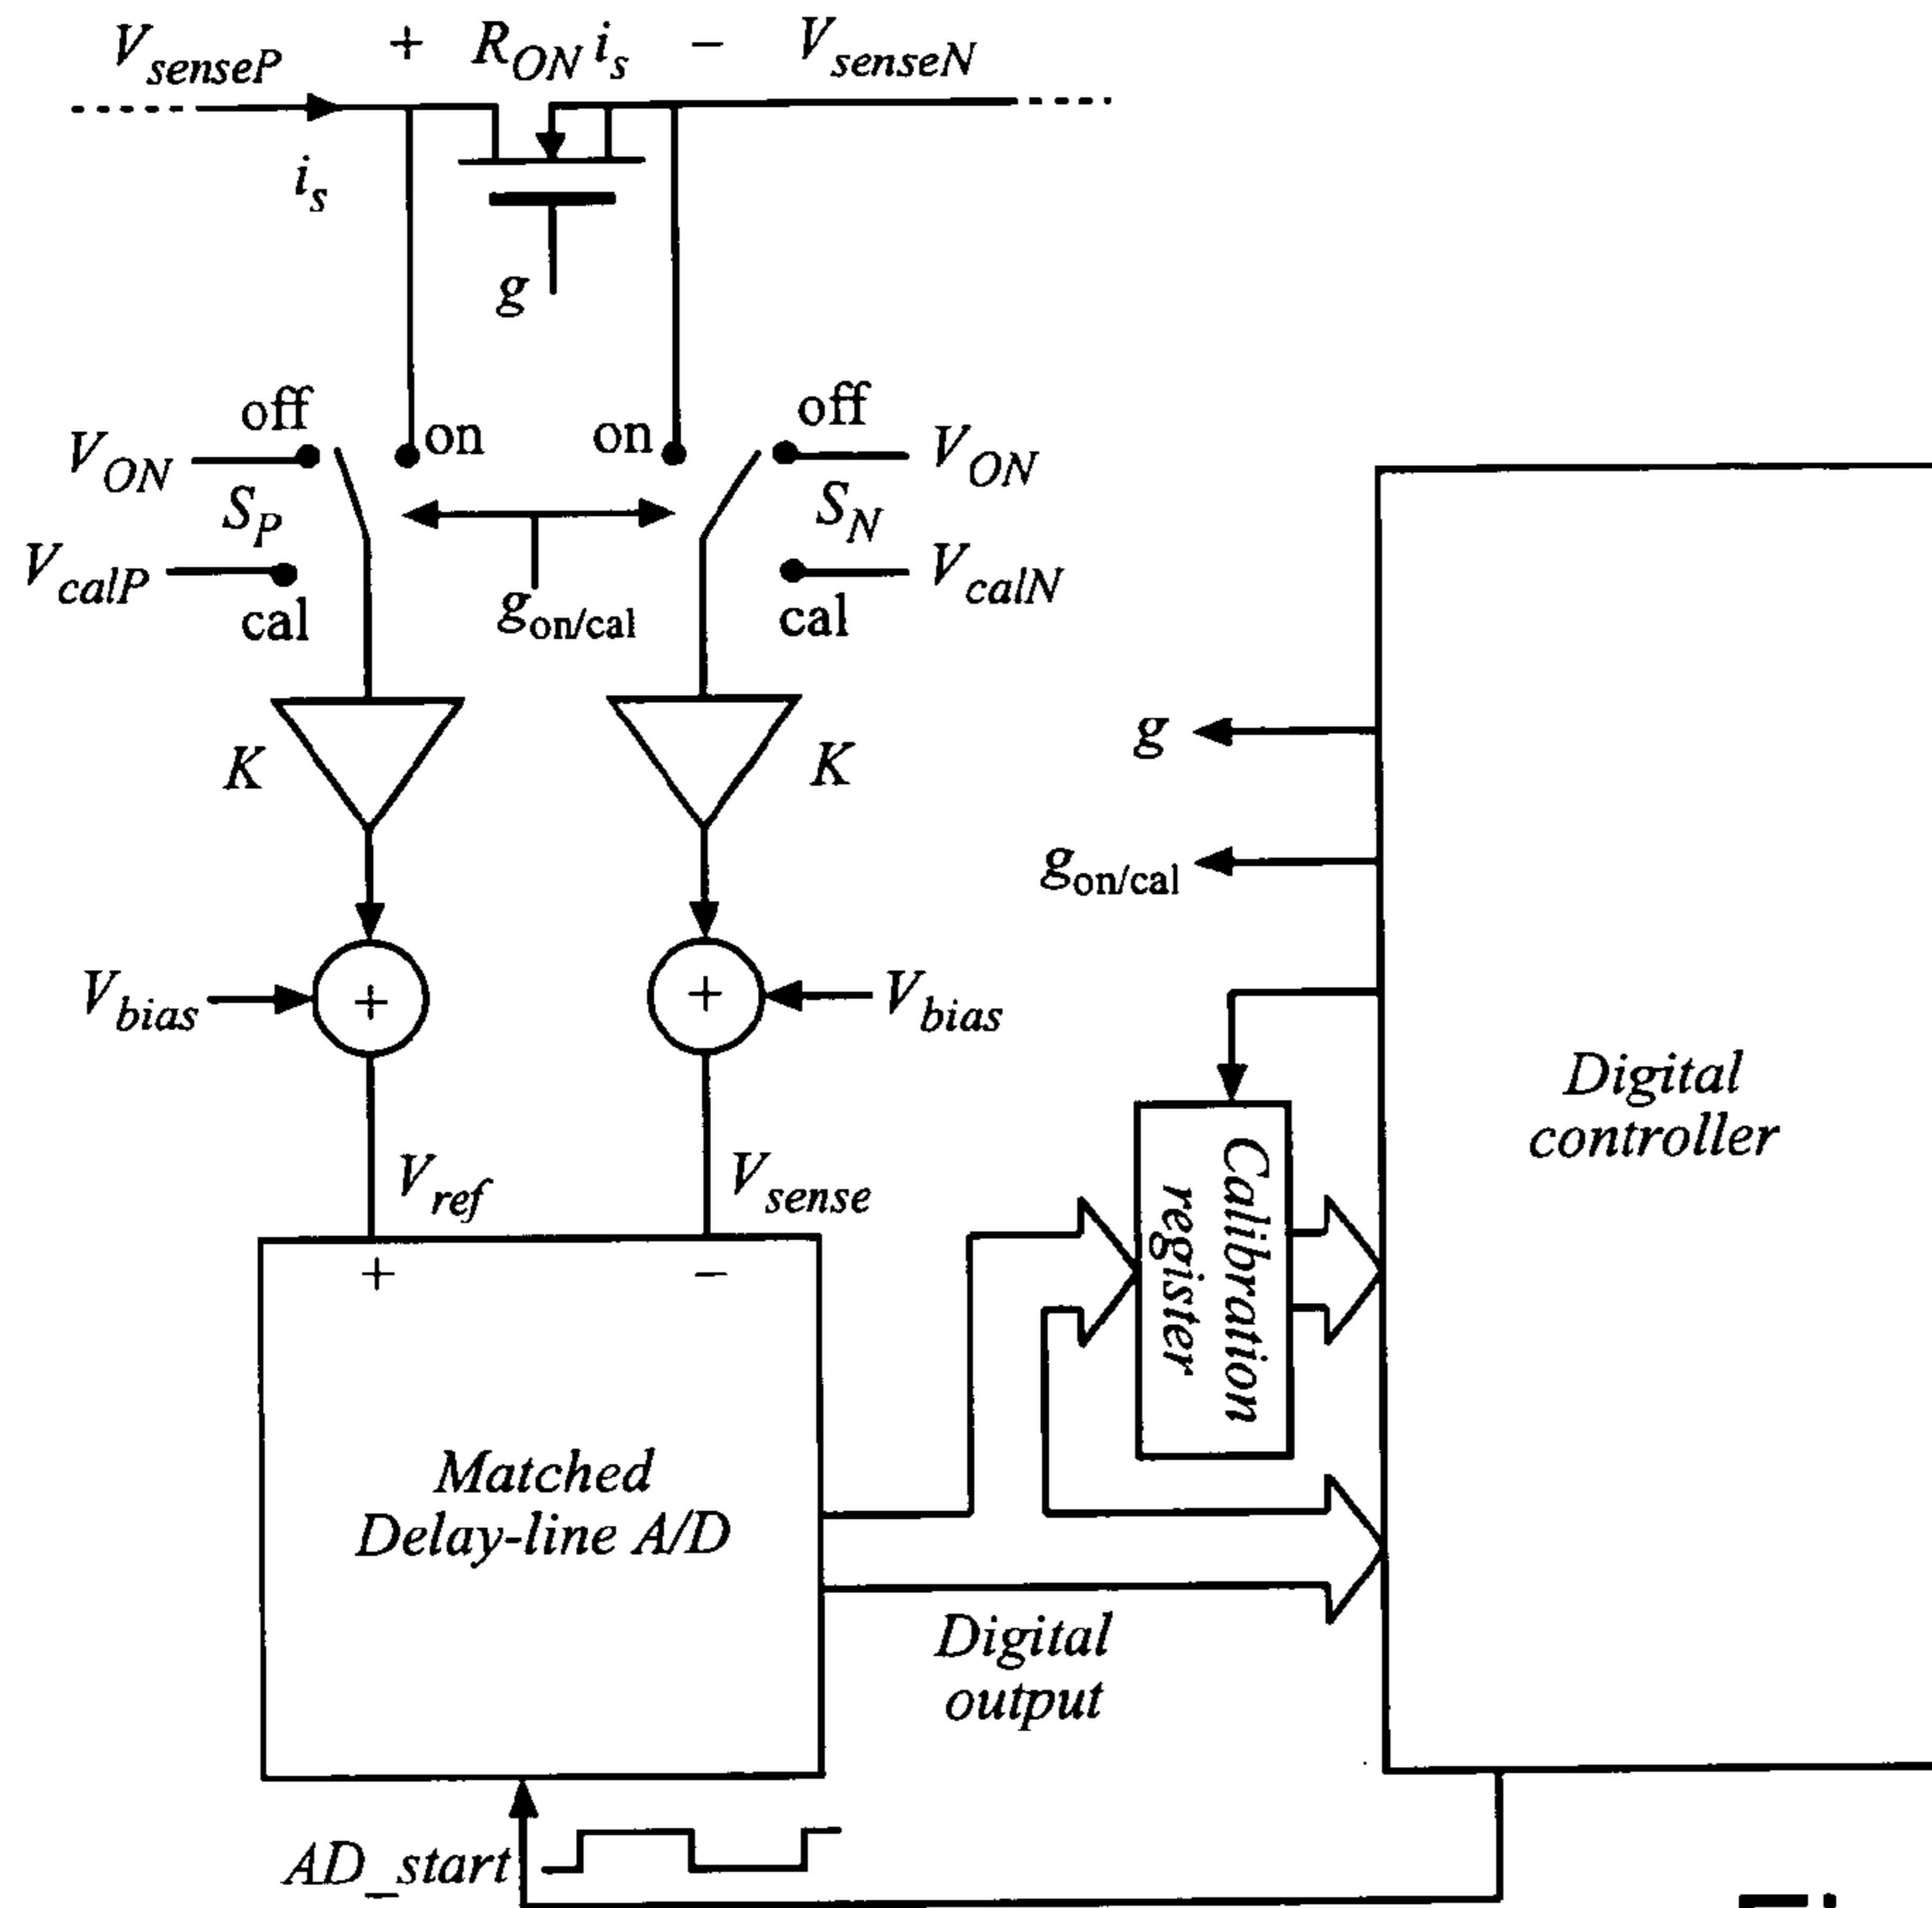 V_senseP + R_ON i_s − V_senseN
i_s
g
off on on off
V_ON V_ON
S_P S_N
V_calP V_calN
cal g_on/cal cal
K K
g
g_on/cal
+ +
V_bias V_bias
Digital
controller
V_ref V_sense
+ −
Calibration
register
Matched
Delay-line A/D
Digital
output
AD_start